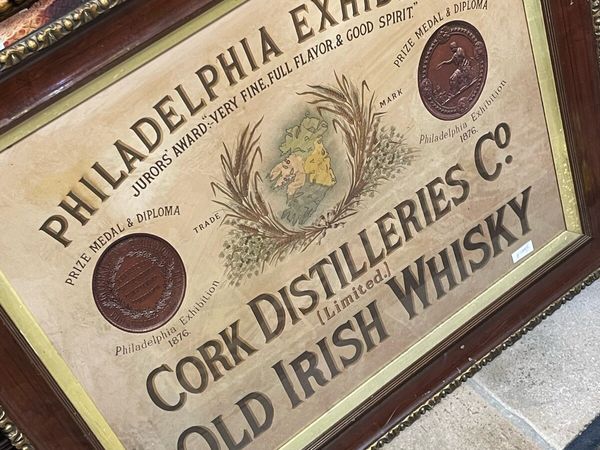 PHILADELPHIA EXHIB
JURORS' AWARD:-"VERY FINE, FULL FLAVOR, & GOOD SPIRIT."
PRIZE MEDAL & DIPLOMA
Philadelphia Exhibition
1876.
TRADE
MARK
PRIZE MEDAL & DIPLOMA
Philadelphia Exhibition
1876.
CORK DISTILLERIES Co.
(Limited.)
OLD IRISH WHISKY